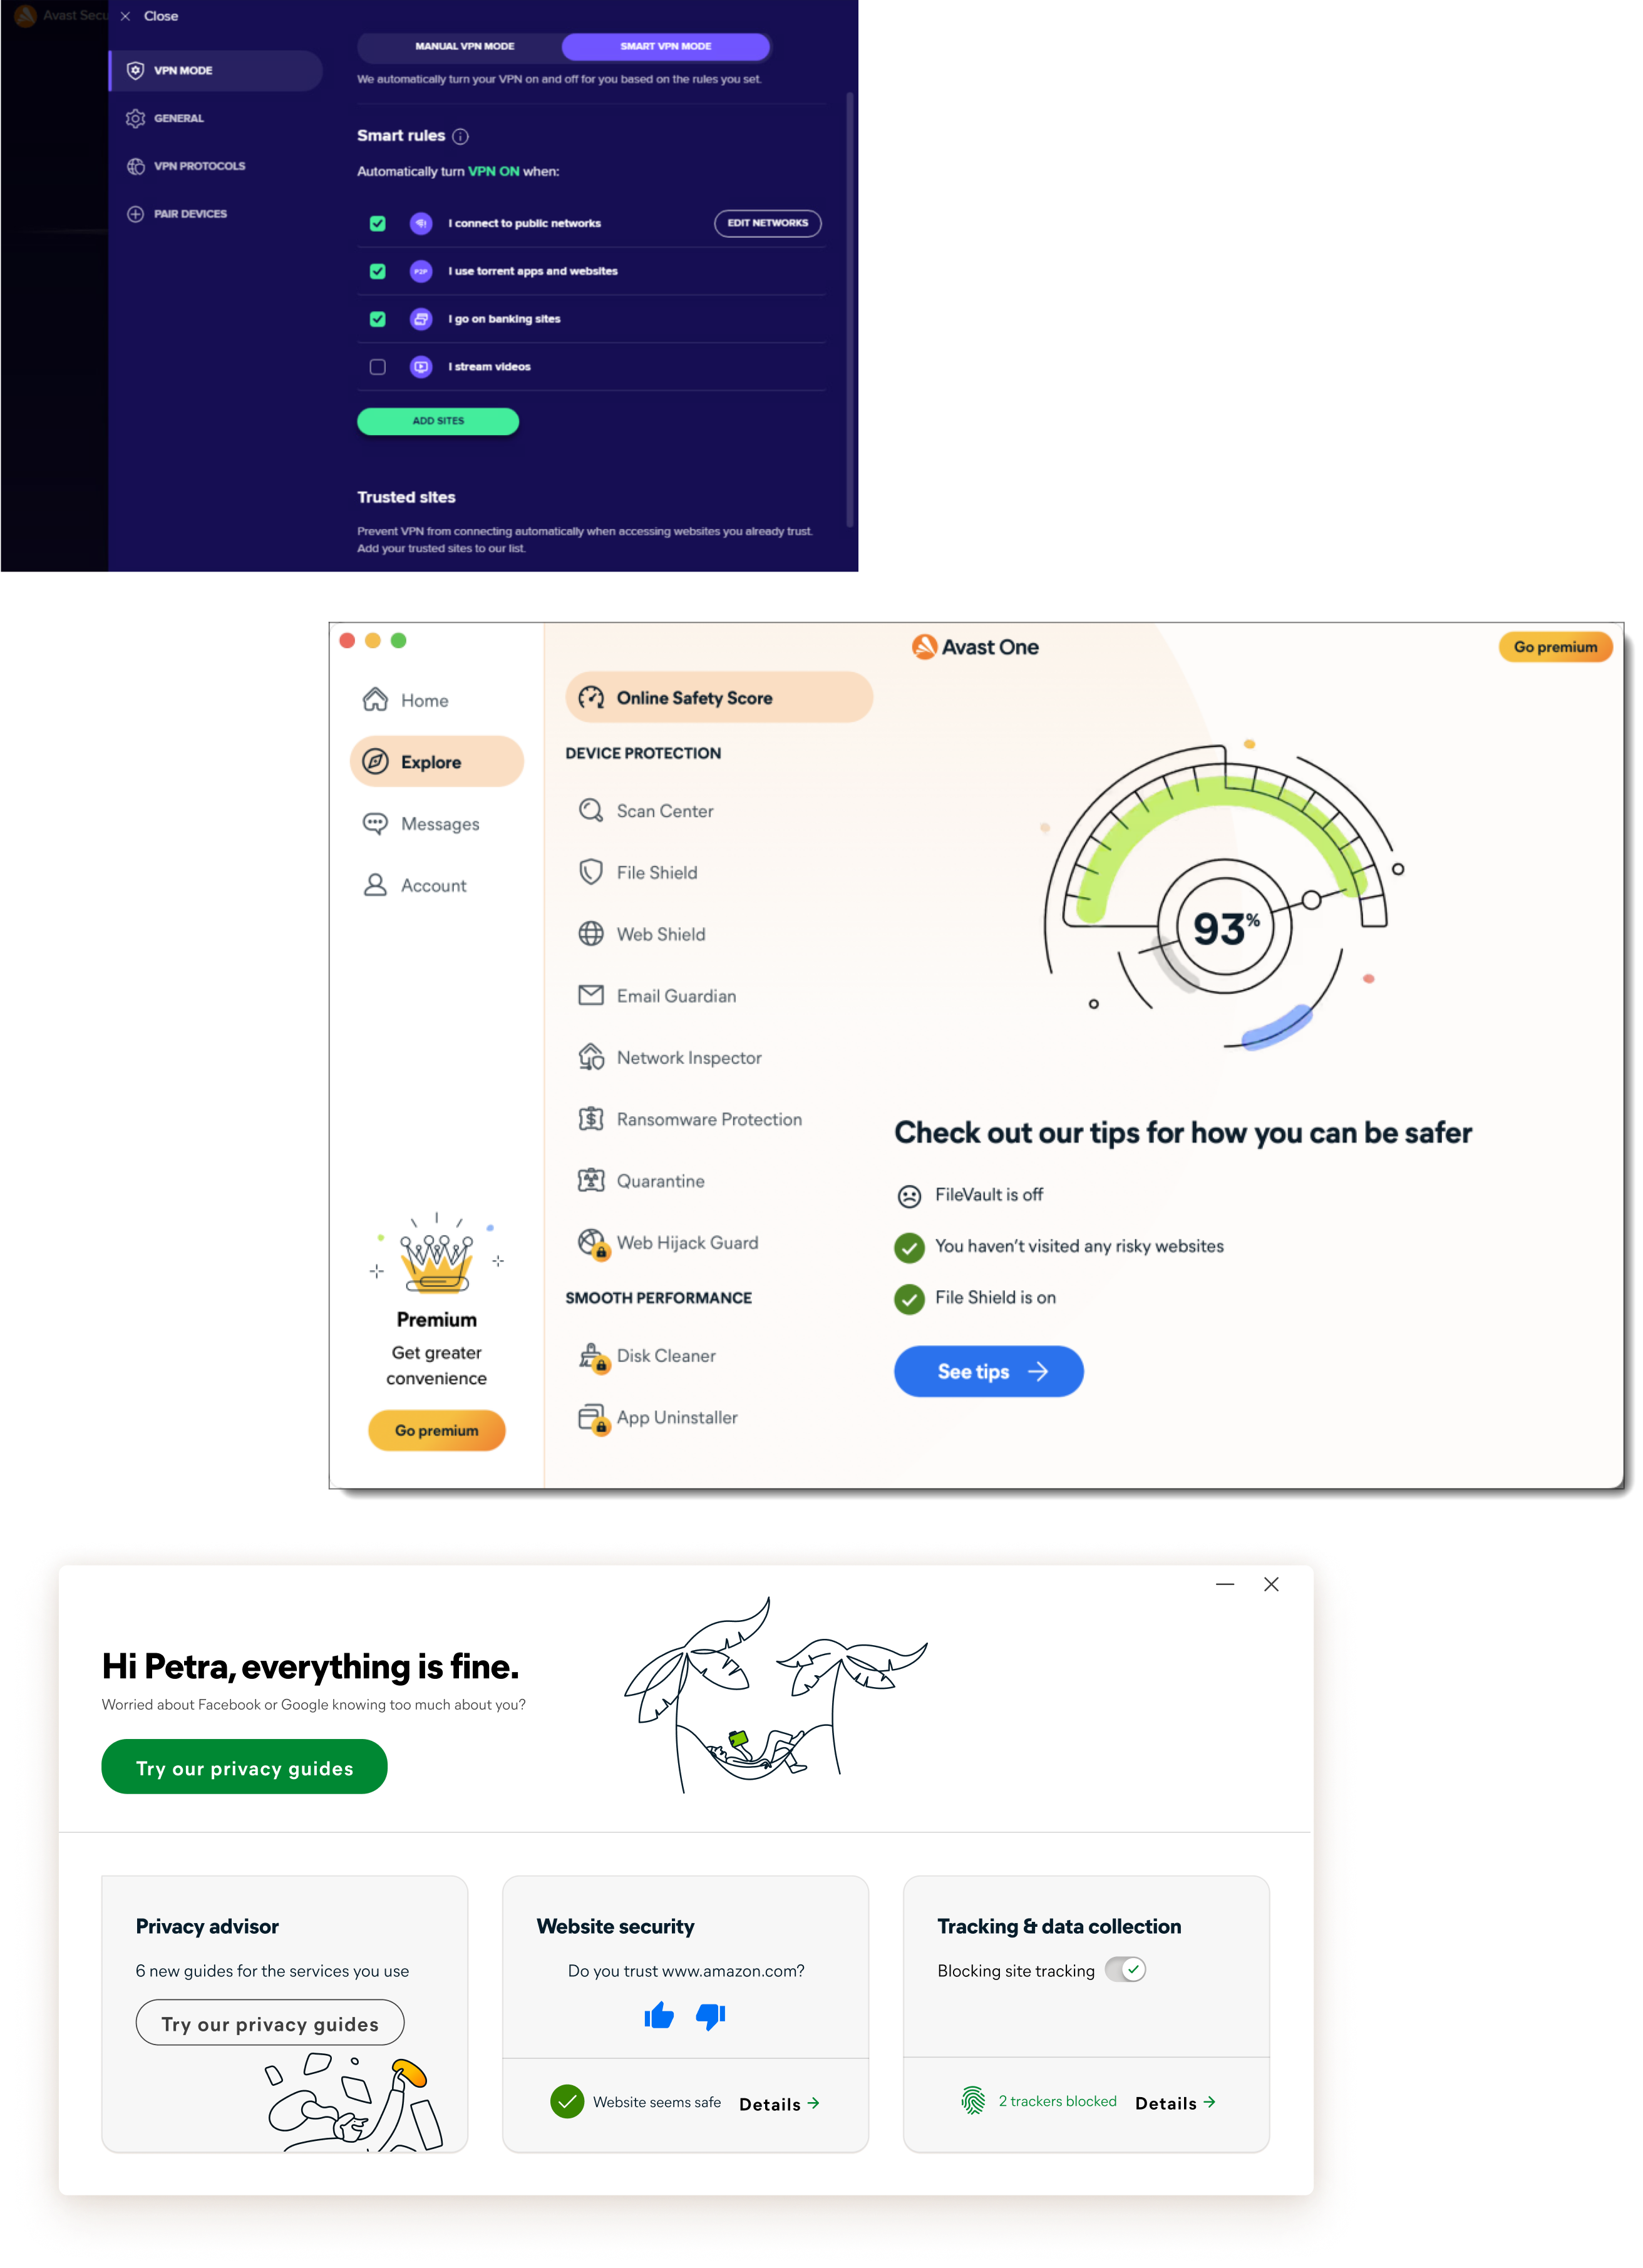 Avast Secu
Close
VPN MODE
GENERAL
VPN PROTOCOLS
PAIR DEVICES
MANUAL VPN MODE
SMART VPN MODE
We automatically turn your VPN on and off for you based on the rules you set.
Smart rules
Automatically turn VPN ON when:
I connect to public networks
EDIT NETWORKS
P2P
I use torrent apps and websites
I go on banking sites
I stream videos
ADD SITES
Trusted sites
Prevent VPN from connecting automatically when accessing websites you already trust.
Add your trusted sites to our list.
Avast One
Go premium
Home
Explore
Messages
Account
Premium
Get greater
convenience
Go premium
Online Safety Score
DEVICE PROTECTION
Scan Center
File Shield
Web Shield
Email Guardian
Network Inspector
Ransomware Protection
Quarantine
Web Hijack Guard
SMOOTH PERFORMANCE
Disk Cleaner
App Uninstaller
93%
Check out our tips for how you can be safer
FileVault is off
You haven't visited any risky websites
File Shield is on
See tips
Hi Petra, everything is fine.
Worried about Facebook or Google knowing too much about you?
Try our privacy guides
Privacy advisor
6 new guides for the services you use
Try our privacy guides
Website security
Do you trust www.amazon.com?
Website seems safe
Details
Tracking & data collection
Blocking site tracking
2 trackers blocked
Details